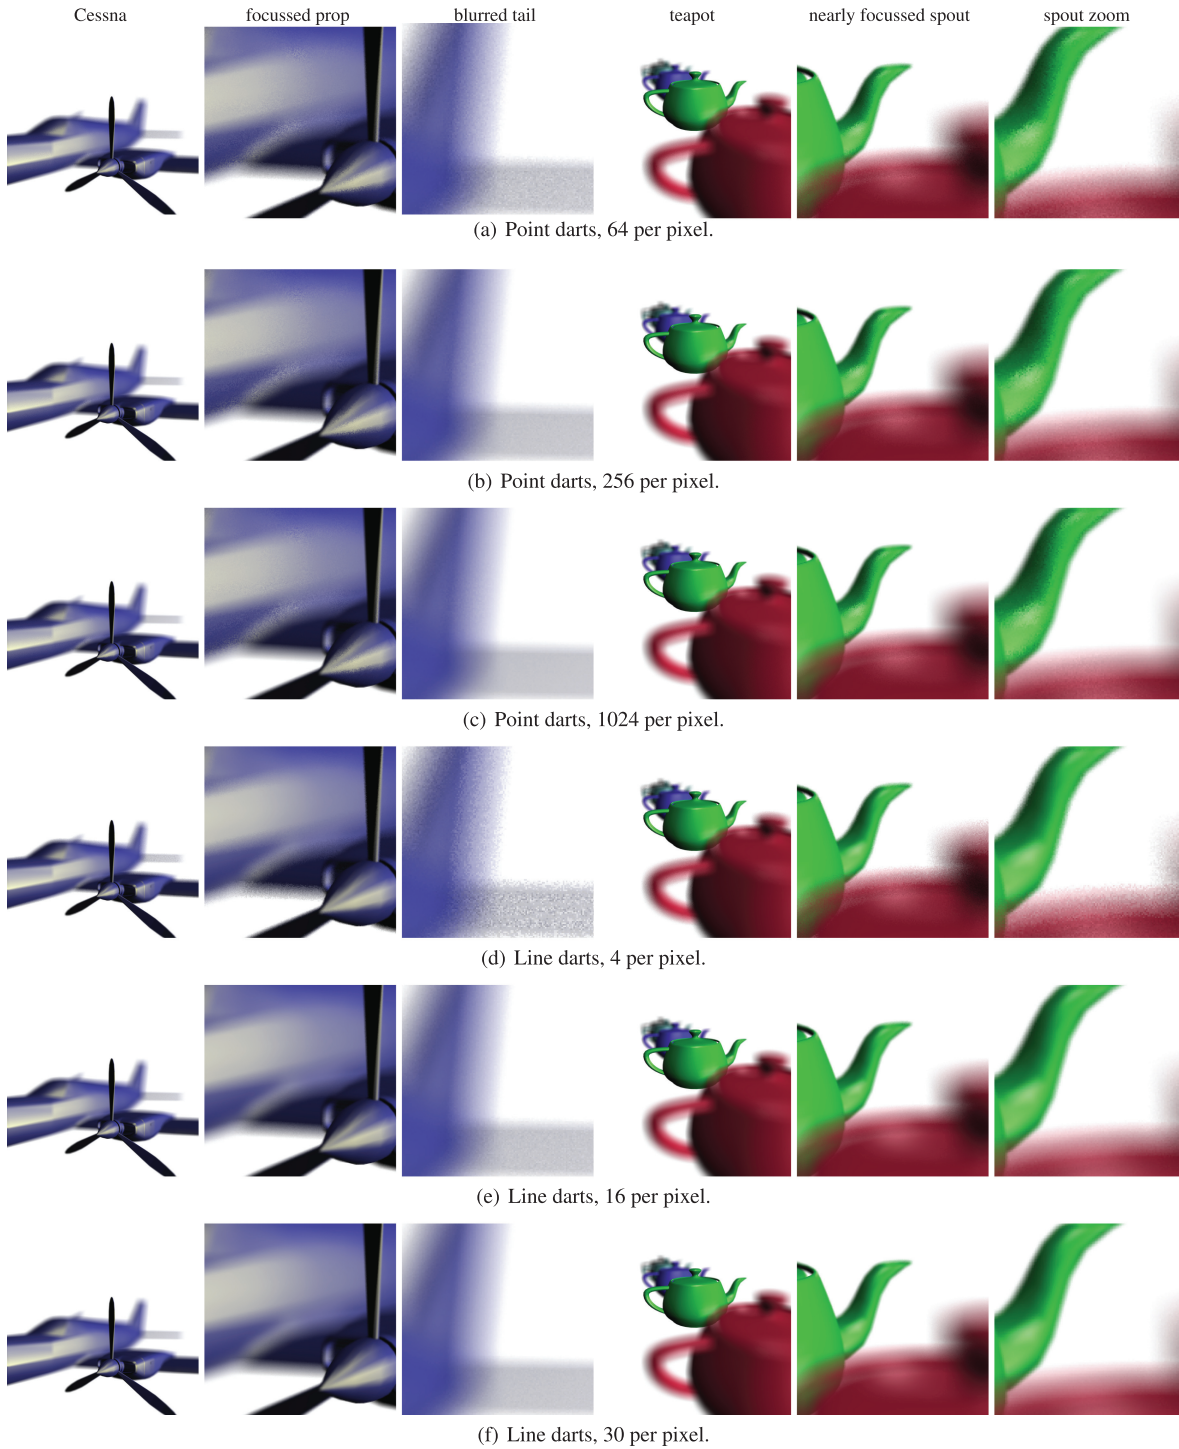 Cessna focussed prop blurred tail teapot nearly focussed spout spout zoom
(a) Point darts, 64 per pixel.
(b) Point darts, 256 per pixel.
(c) Point darts, 1024 per pixel.
(d) Line darts, 4 per pixel.
(e) Line darts, 16 per pixel.
(f) Line darts, 30 per pixel.